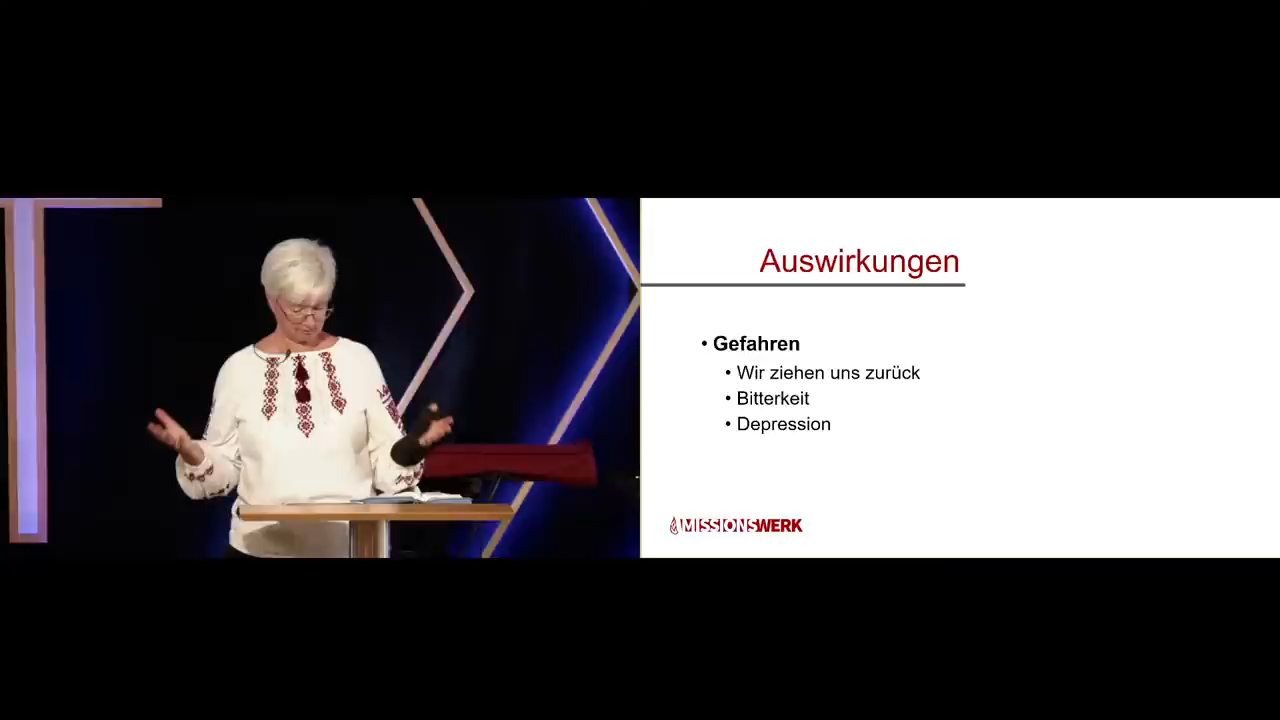 Auswirkungen
• Gefahren
• Wir ziehen uns zurück
• Bitterkeit
• Depression
MISSIONSWERK